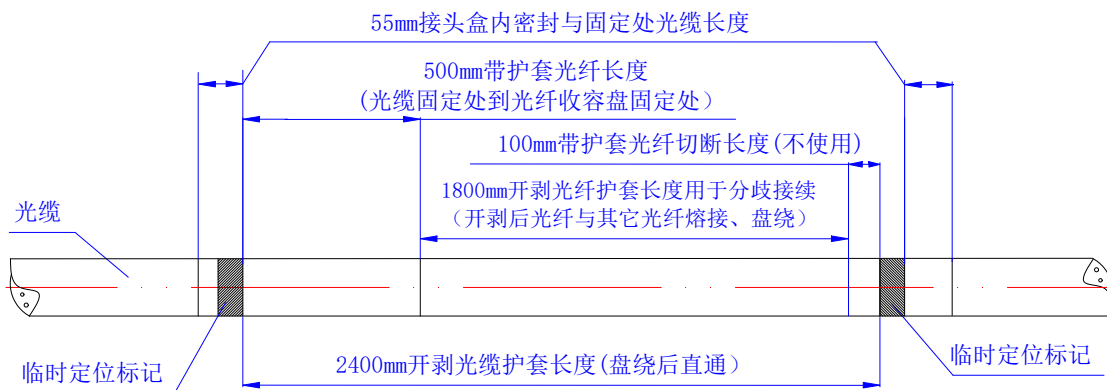 55mm接头盒内密封与固定处光缆长度
500mm带护套光纤长度
(光缆固定处到光纤收容盘固定处）
100mm带护套光纤切断长度(不使用)
1800mm开剥光纤护套长度用于分歧接续
（开剥后光纤与其它光纤熔接、盘绕）
光缆
临时定位标记
2400mm开剥光缆护套长度(盘绕后直通）
临时定位标记